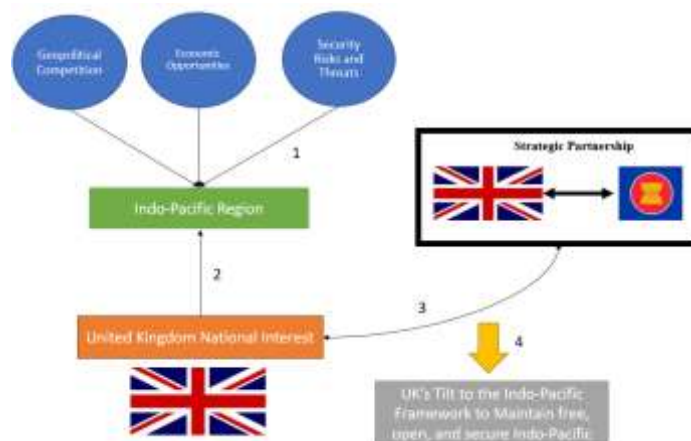 Geopolitical
Competition
Economic
Opportunities
Security
Risks and
Threats
1
Strategic Partnership
Indo-Pacific Region
2
3
United Kingdom National Interest
4
UK's Tilt to the Indo-Pacific
Framework to Maintain free,
open, and secure Indo-Pacific